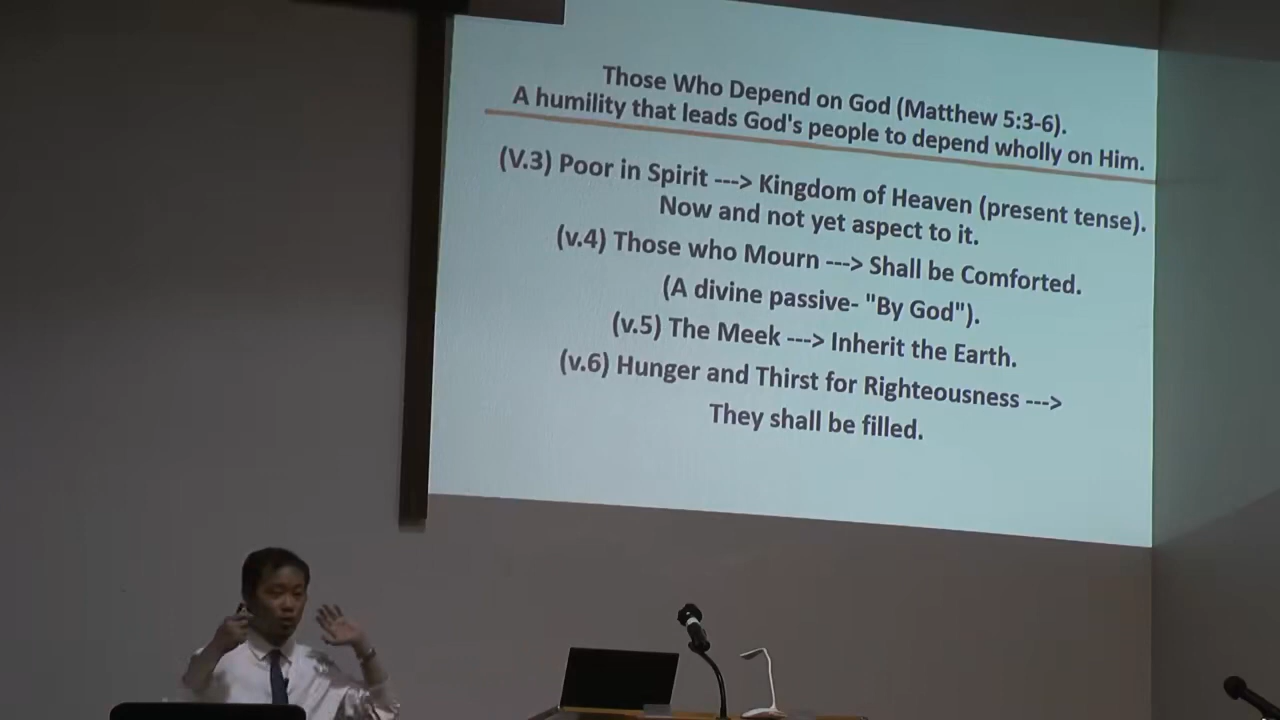 Those Who Depend on God (Matthew 5:3-6).
A humility that leads God's people to depend wholly on Him.
(V.3) Poor in Spirit ---> Kingdom of Heaven (present tense).
Now and not yet aspect to it.
(v.4) Those who Mourn ---> Shall be Comforted.
(A divine passive- "By God").
(v.5) The Meek ---> Inherit the Earth.
(v.6) Hunger and Thirst for Righteousness --->
They shall be filled.